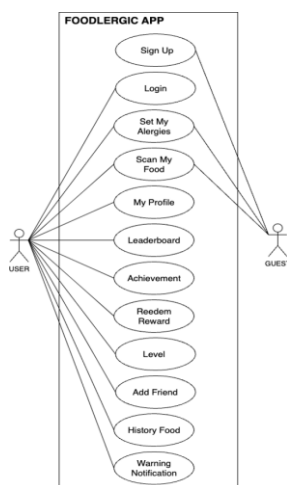 FOODLERGIC APP
Sign Up
Login
Set My
Alergies
Scan My
Food
My Profile
Leaderboard
Achievement
Reedem
Reward
Level
Add Friend
History Food
Warning
Notification
USER
GUEST